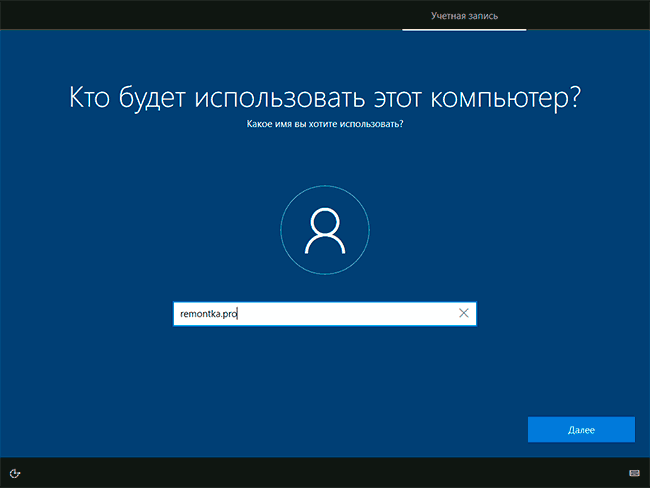 Учетная запись
Кто будет использовать этот компьютер?
Какое имя вы хотите использовать?
remontka.pro
Далее